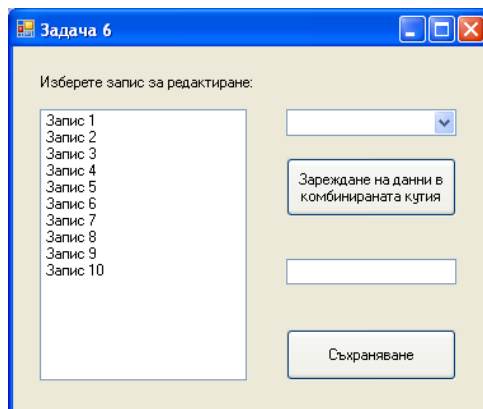 Задача 6
Изберете запис за редактиране:
Запис 1
Запис 2
Запис 3
Запис 4
Запис 5
Запис 6
Запис 7
Запис 8
Запис 9
Запис 10
Зареждане на данни в
комбинираната кутия
Съхраняване